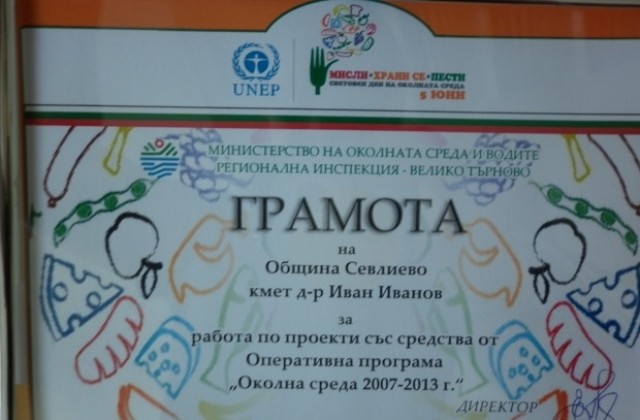 UNEP
МИСЛИ • ХРАНИ СЕ • ПЕСТИ
СВЕТОВЕН ДЕН НА ОКОЛНАТА СРЕДА
5 ЮНИ
МИНИСТЕРСТВО НА ОКОЛНАТА СРЕДА И ВОДИТЕ
РЕГИОНАЛНА ИНСПЕКЦИЯ - ВЕЛИКО ТЪРНОВО
ГРАМОТА
на
Община Севлиево
кмет д-р Иван Иванов
за
работа по проекти със средства от
Оперативна програма
„Околна среда 2007-2013 г.“
ДИРЕКТОР